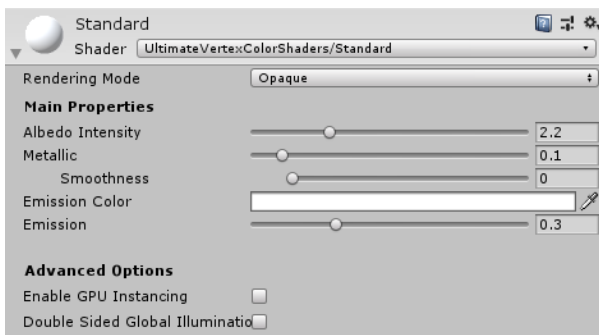 Standard
Shader UltimateVertexColorShaders/Standard
Rendering Mode Opaque
Main Properties
Albedo Intensity 2.2
Metallic 0.1
Smoothness 0
Emission Color
Emission 0.3
Advanced Options
Enable GPU Instancing
Double Sided Global Illuminatio